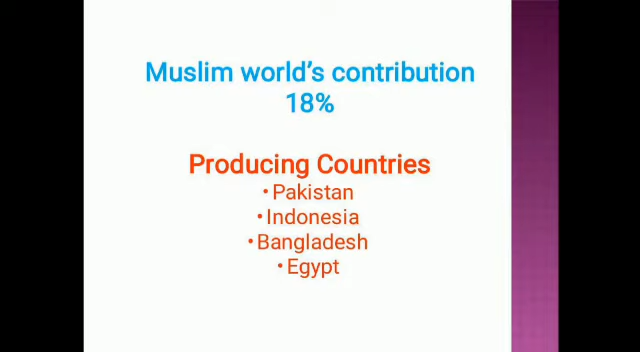 Muslim world's contribution
18%
Producing Countries
•Pakistan
•Indonesia
•Bangladesh
•Egypt